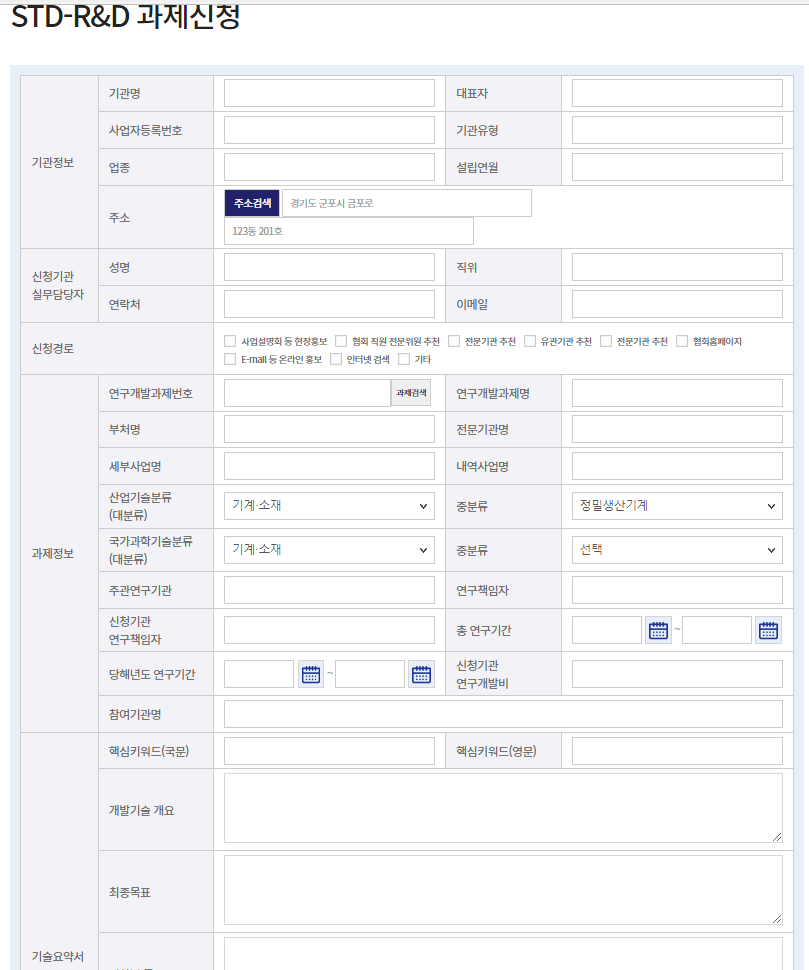 STD-R&D 과제신청
기관정보
기관명
대표자
사업자등록번호
기관유형
업종
설립연월
주소
주소검색
경기도 군포시 금포로
123동 201호
신청기관
실무담당자
성명
직위
연락처
이메일
신청경로
사업설명회 등 현장홍보 협회 직원 전문위원 추천 전문기관 추천 유관기관 추천 전문기관 추천 협회홈페이지
E-mail 등 온라인 홍보 인터넷 검색 기타
과제정보
연구개발과제번호
과제검색
연구개발과제명
부처명
전문기관명
세부사업명
내역사업명
산업기술분류
(대분류)
기계·소재
중분류
정밀생산기계
국가과학기술분류
(대분류)
기계·소재
중분류
선택
주관연구기관
연구책임자
신청기관
연구책임자
총 연구기간
~
당해년도 연구기간
~
신청기관
연구개발비
참여기관명
기술요약서
핵심키워드(국문)
핵심키워드(영문)
개발기술 개요
최종목표